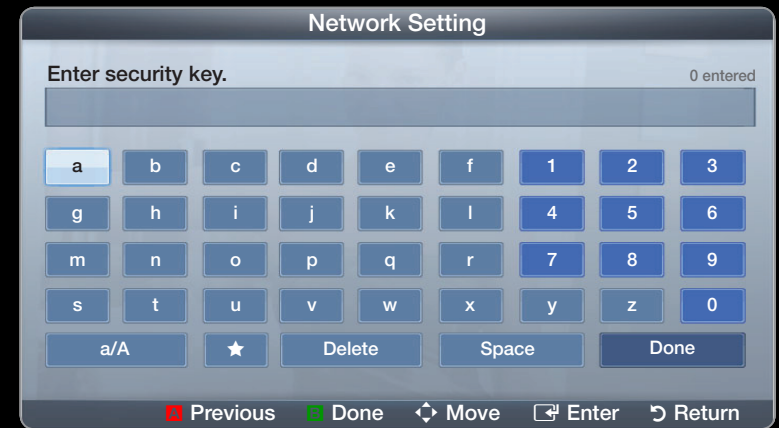 Network Setting
Enter security key. 0 entered
a b c d e f 1 2 3
g h i j k l 4 5 6
m n o p q r 7 8 9
s t u v w x y z 0
a/A ★ Delete Space Done
A Previous B Done Move Enter Return